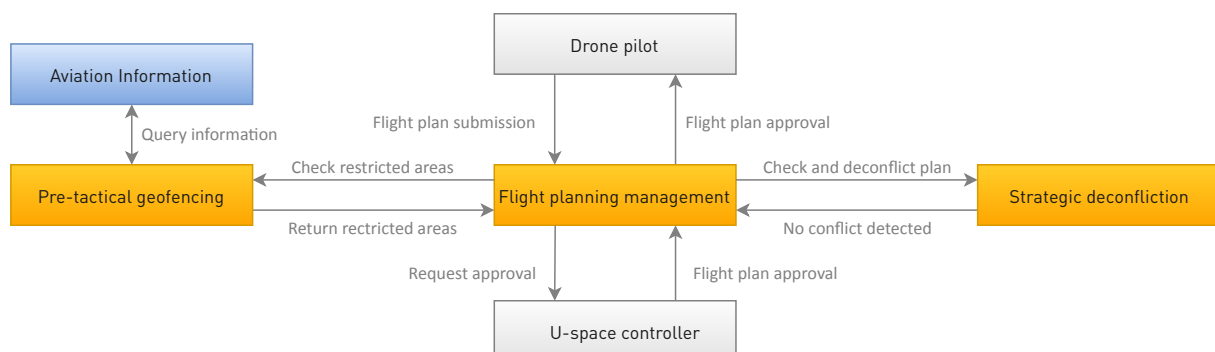 Drone pilot
Aviation Information
Flight plan submission
Flight plan approval
Query information
Check restricted areas
Check and deconflict plan
Pre-tactical geofencing
Flight planning management
Strategic deconfliction
Return rectricted areas
No conflict detected
Request approval
Flight plan approval
U-space controller